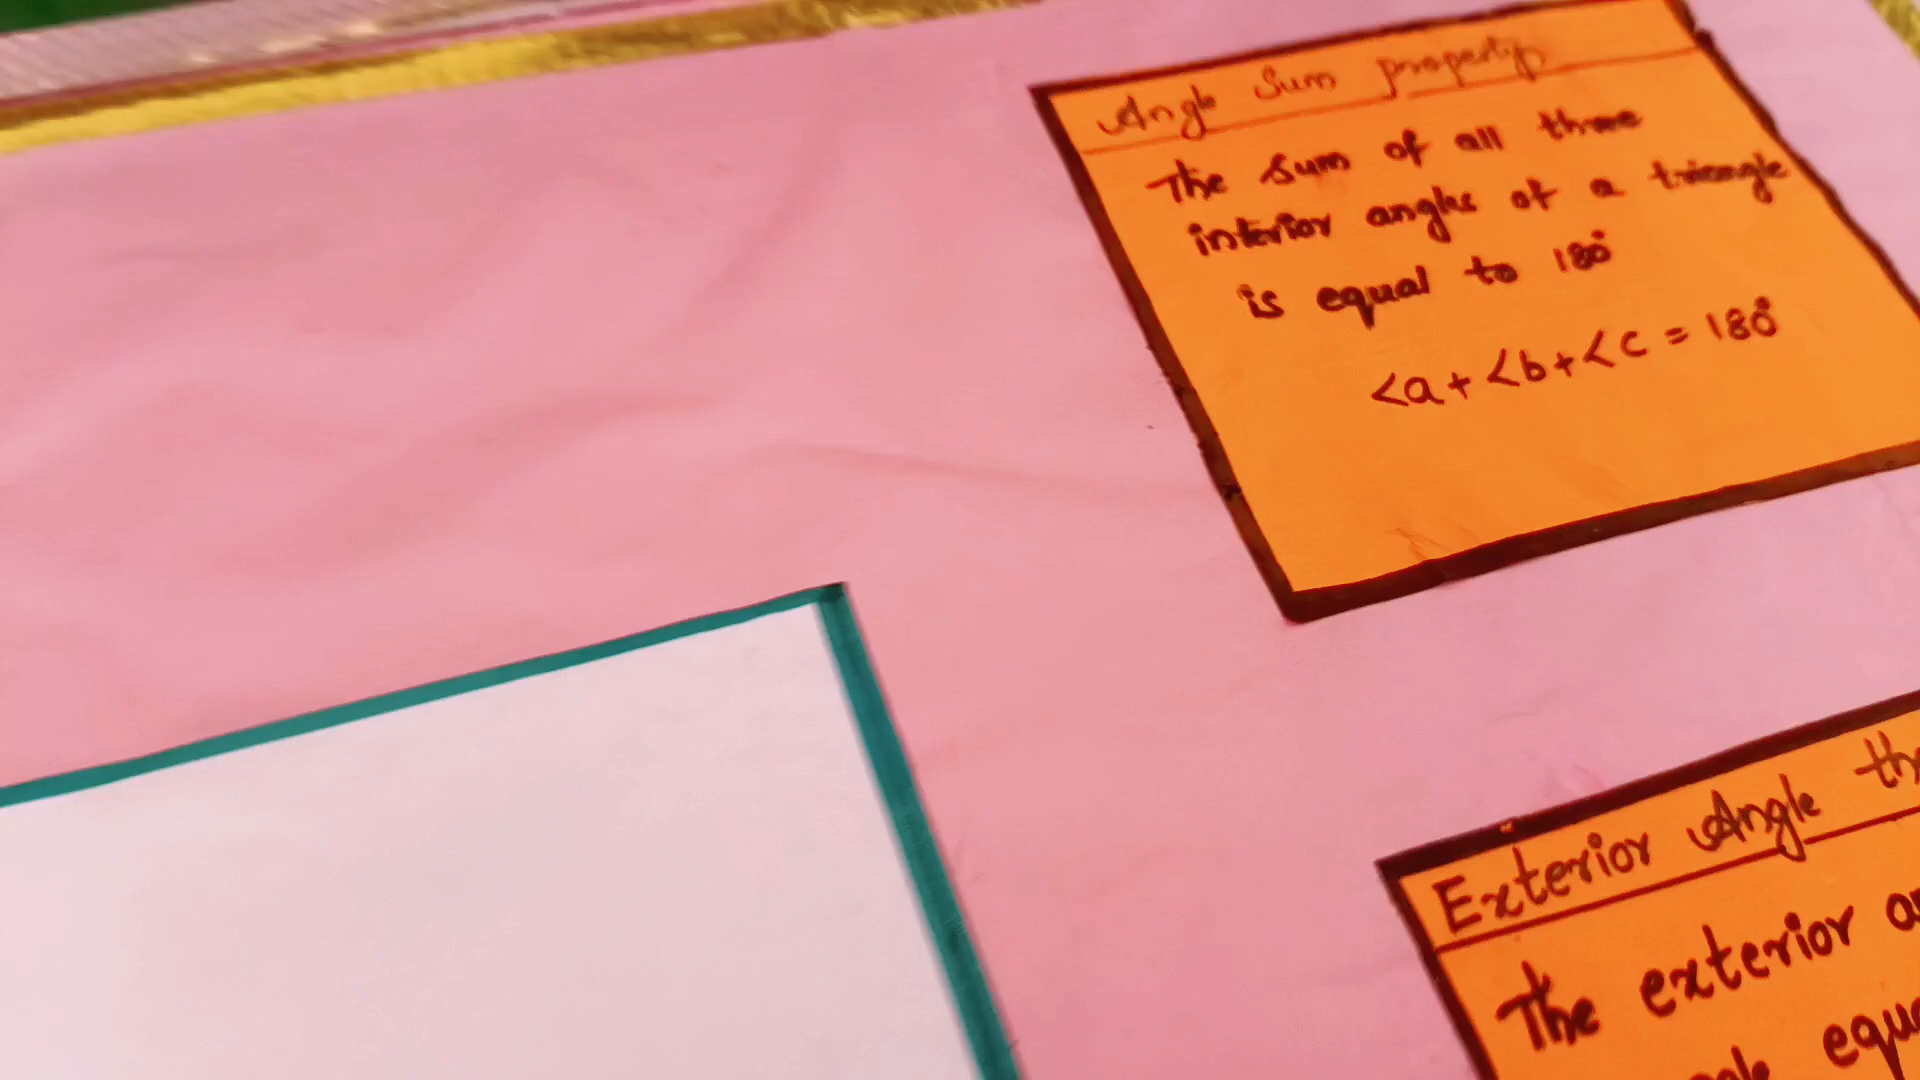 Angle Sum property
The Sum of all three
interior angles of a triangle
is equal to 180°
<a + <b + <c = 180°
Exterior Angle
The exterior